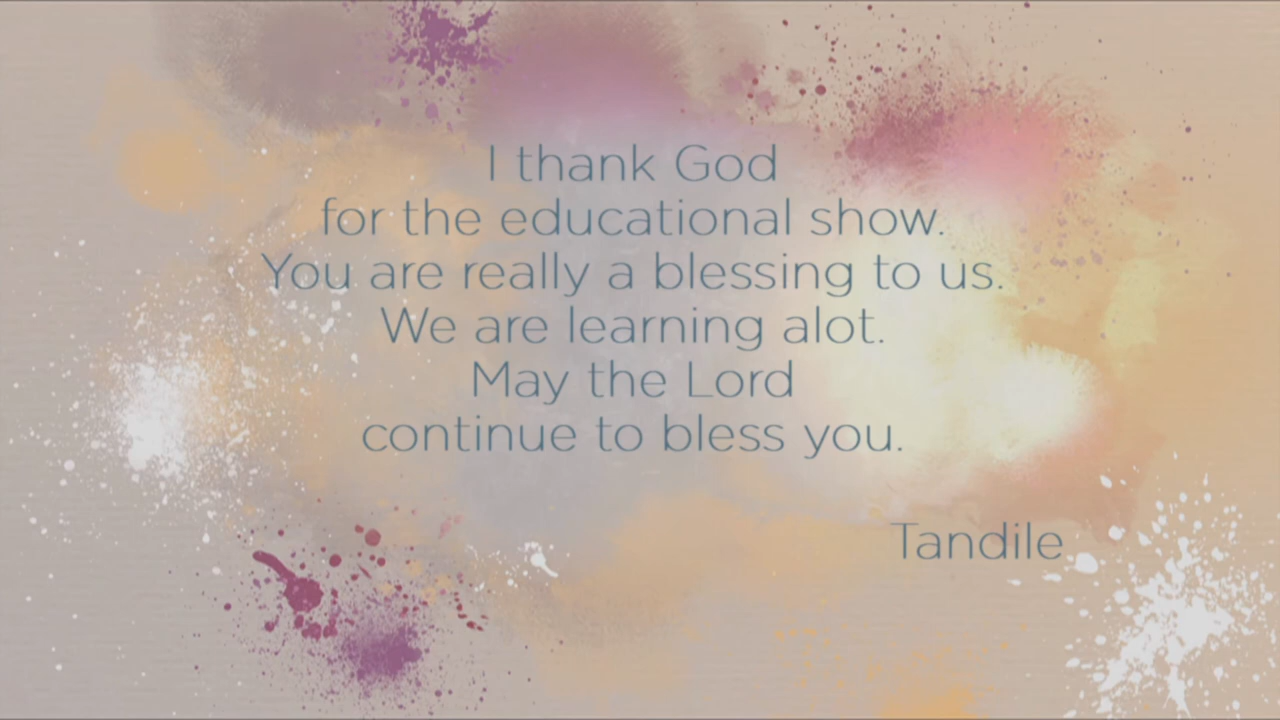 I thank God
for the educational show.
You are really a blessing to us.
We are learning alot.
May the Lord
continue to bless you.
Tandile